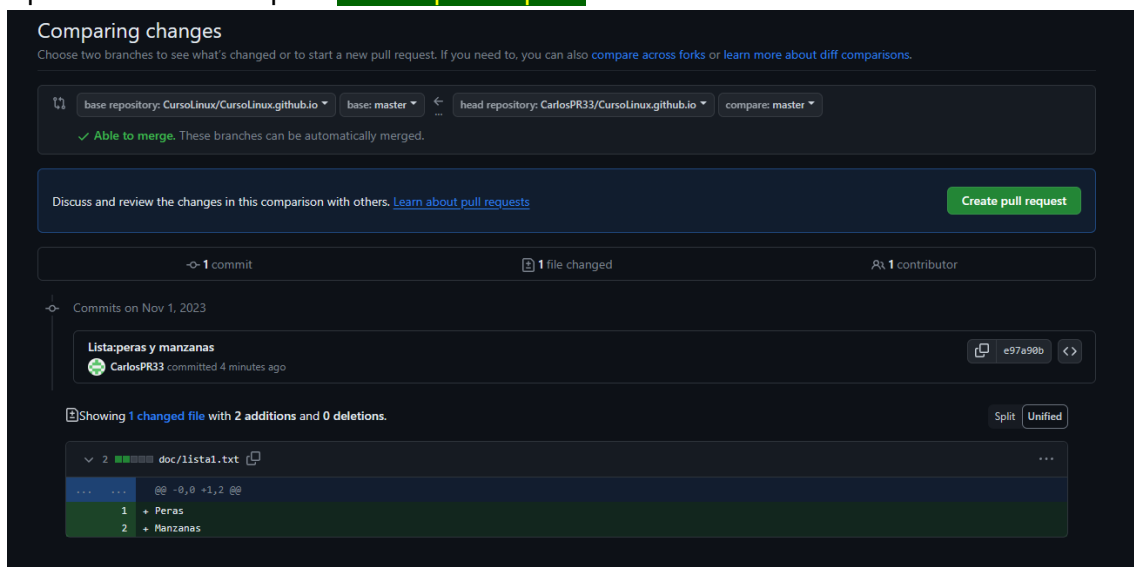 Comparing changes
Choose two branches to see what's changed or to start a new pull request. If you need to, you can also compare across forks or learn more about diff comparisons.
base repository: CursoLinux/CursoLinux.github.io base: master ← head repository: CarlosPR33/CursoLinux.github.io compare: master
... 
✓ Able to merge. These branches can be automatically merged.
Discuss and review the changes in this comparison with others. Learn about pull requests Create pull request
1 commit 1 file changed 1 contributor
Commits on Nov 1, 2023
Lista:peras y manzanas
CarlosPR33 committed 4 minutes ago e97a90b <>
Showing 1 changed file with 2 additions and 0 deletions. Split Unified
2 doc/lista1.txt ...
... ... @@ -0,0 +1,2 @@
1 + Peras
2 + Manzanas